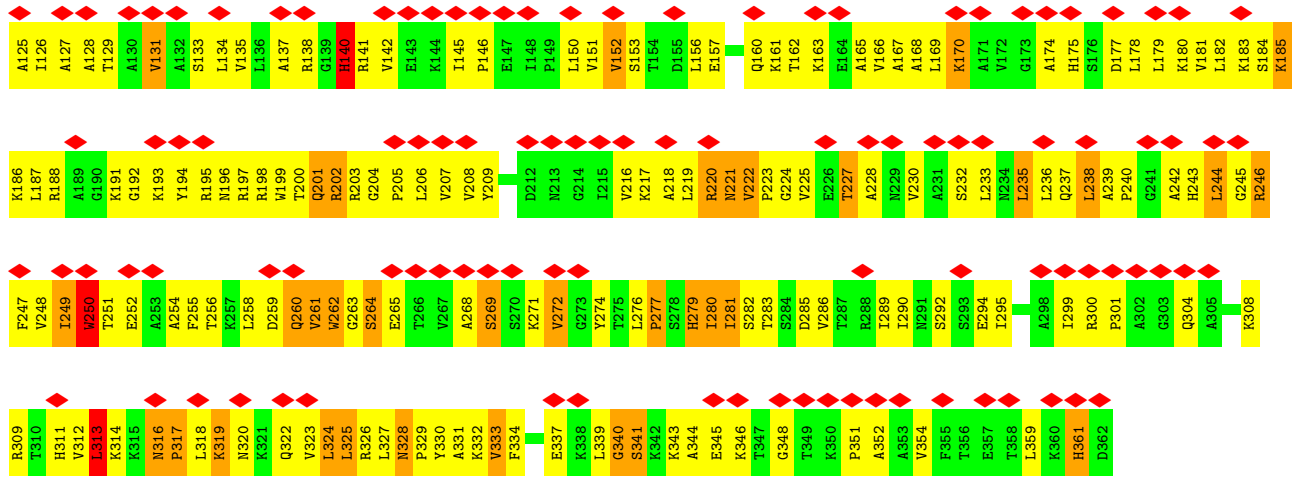 A125 I126 A127 A128 T129 A130 V131 A132 S133 L134 V135 L136 A137 R138 G139 H140 R141 V142 E143 K144 I145 P146 E147 I148 P149 L150 V151 V152 S153 T154 D155 L156 E157 Q160 K161 T162 K163 E164 A165 V166 A167 A168 L169 K170 A171 V172 G173 A174 H175 S176 D177 L178 L179 K180 V181 L182 K183 S184 K185
K186 L187 R188 A189 G190 K191 G192 K193 Y194 R195 N196 R197 R198 W199 T200 Q201 R202 R203 G204 P205 L206 V207 V208 Y209 D212 N213 G214 I215 V216 K217 A218 L219 R220 N221 V222 P223 G224 V225 E226 T227 A228 N229 V230 A231 S232 L233 N234 L235 L236 Q237 L238 A239 P240 G241 A242 H243 L244 G245 R246
F247 V248 I249 W250 T251 E252 A253 A254 F255 T256 K257 L258 D259 Q260 V261 W262 G263 S264 E265 T266 V267 A268 S269 S270 K271 V272 G273 Y274 T275 L276 P277 S278 H279 I280 I281 S282 T283 S284 D285 V286 T287 R288 I289 I290 N291 S292 S293 E294 I295 A298 I299 R300 P301 A302 G303 Q304 A305 K308
R309 T310 H311 V312 L313 K314 K315 N316 P317 L318 K319 N320 K321 Q322 V323 L324 L325 R326 L327 N328 P329 Y330 A331 K332 V333 F334 E337 K338 L339 G340 S341 K342 K343 A344 E345 K346 T347 G348 T349 K350 P351 A352 A353 V354 F355 T356 E357 T358 L359 K360 H361 D362